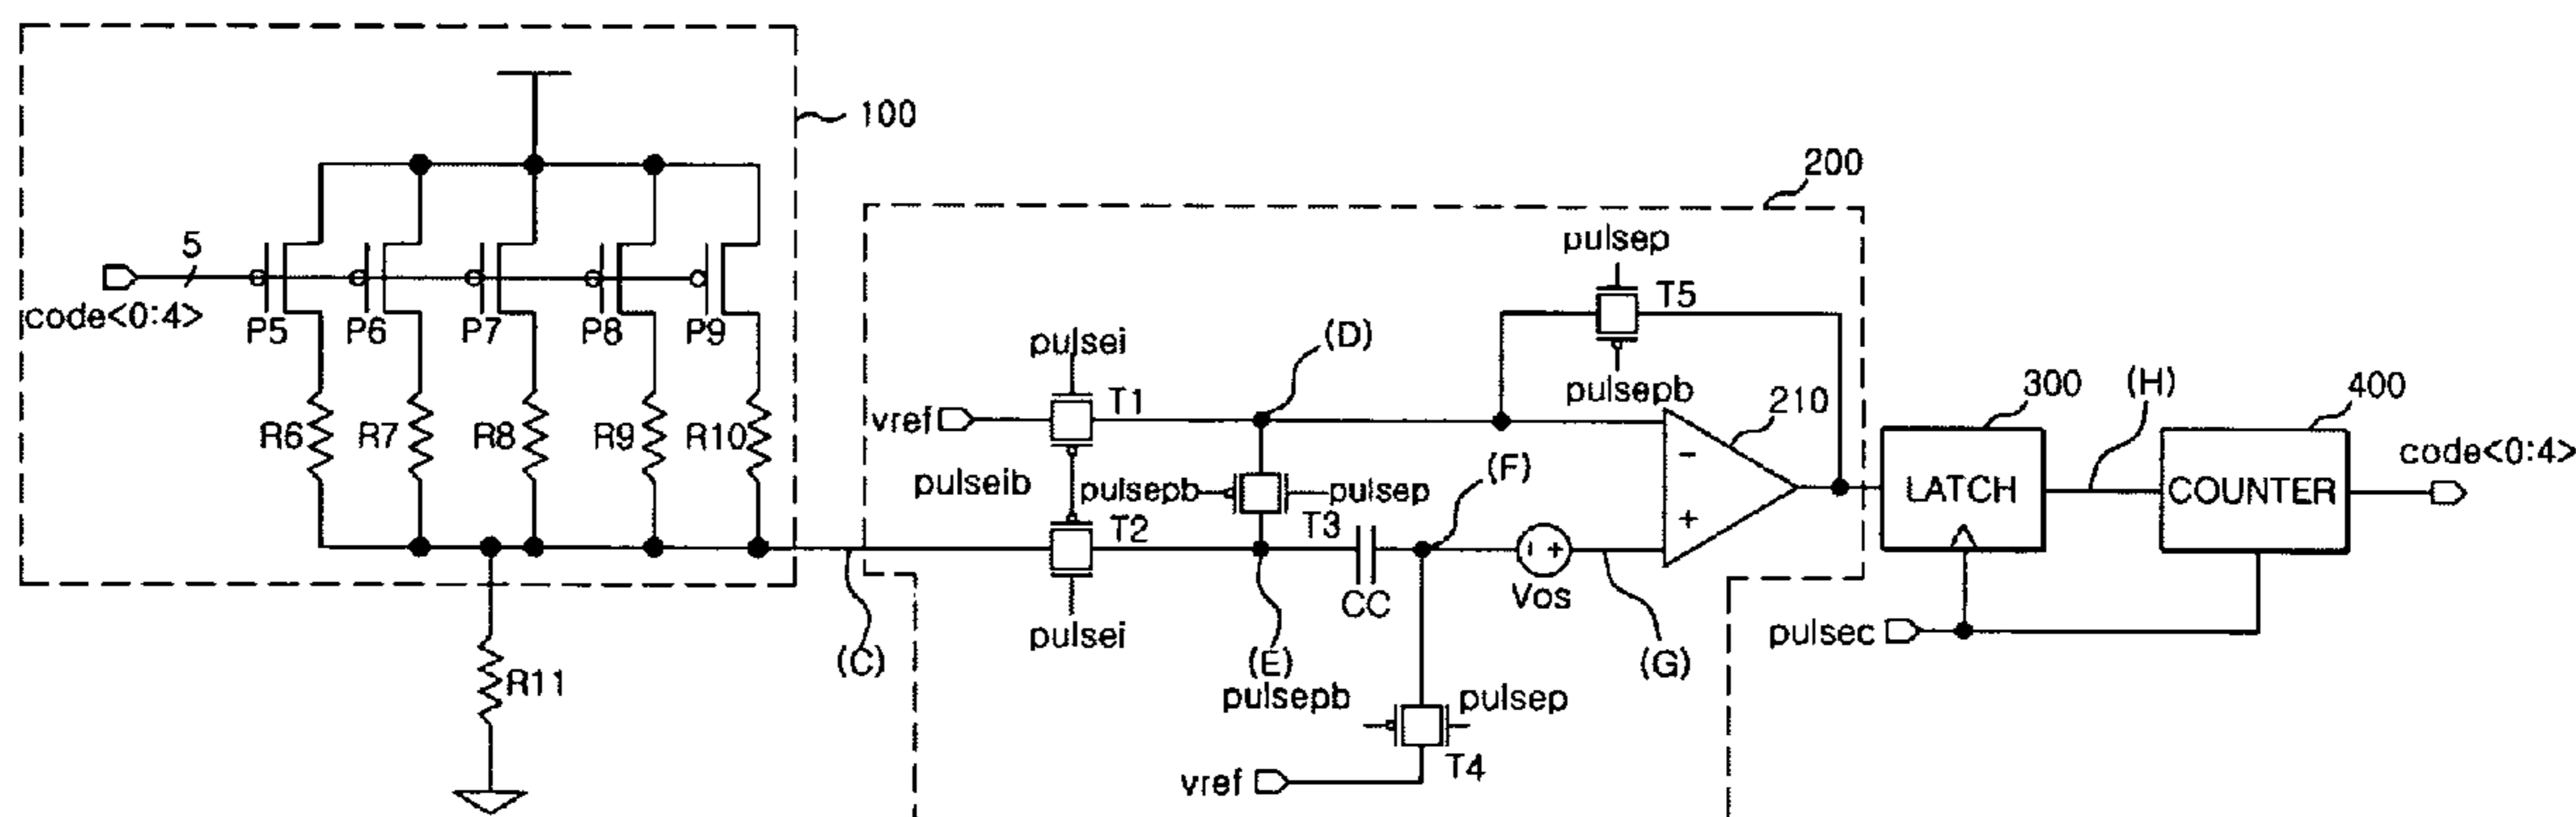 100
5
code<0:4>
P5 P6 P7 P8 P9
R6 R7 R8 R9 R10
R11
(C)
200
pulsep
T5
pulsepb
pulsei
T1
(D)
vref
210
pulseib
pulsepb
pulsep
(F)
T2
T3
-
+
- +
CC
Vos
pulsei
(E)
(G)
pulsepb
pulsep
T4
vref
300
(H)
400
LATCH
COUNTER
code<0:4>
pulsec